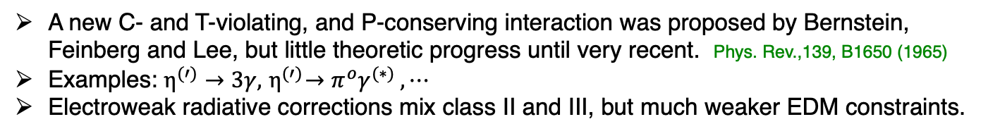 ➢ A new C- and T-violating, and P-conserving interaction was proposed by Bernstein,
Feinberg and Lee, but little theoretic progress until very recent. Phys. Rev.,139, B1650 (1965)
➢ Examples: η⁽′⁾ → 3γ, η⁽′⁾→ π⁰γ⁽*⁾ , ⋯
➢ Electroweak radiative corrections mix class II and III, but much weaker EDM constraints.